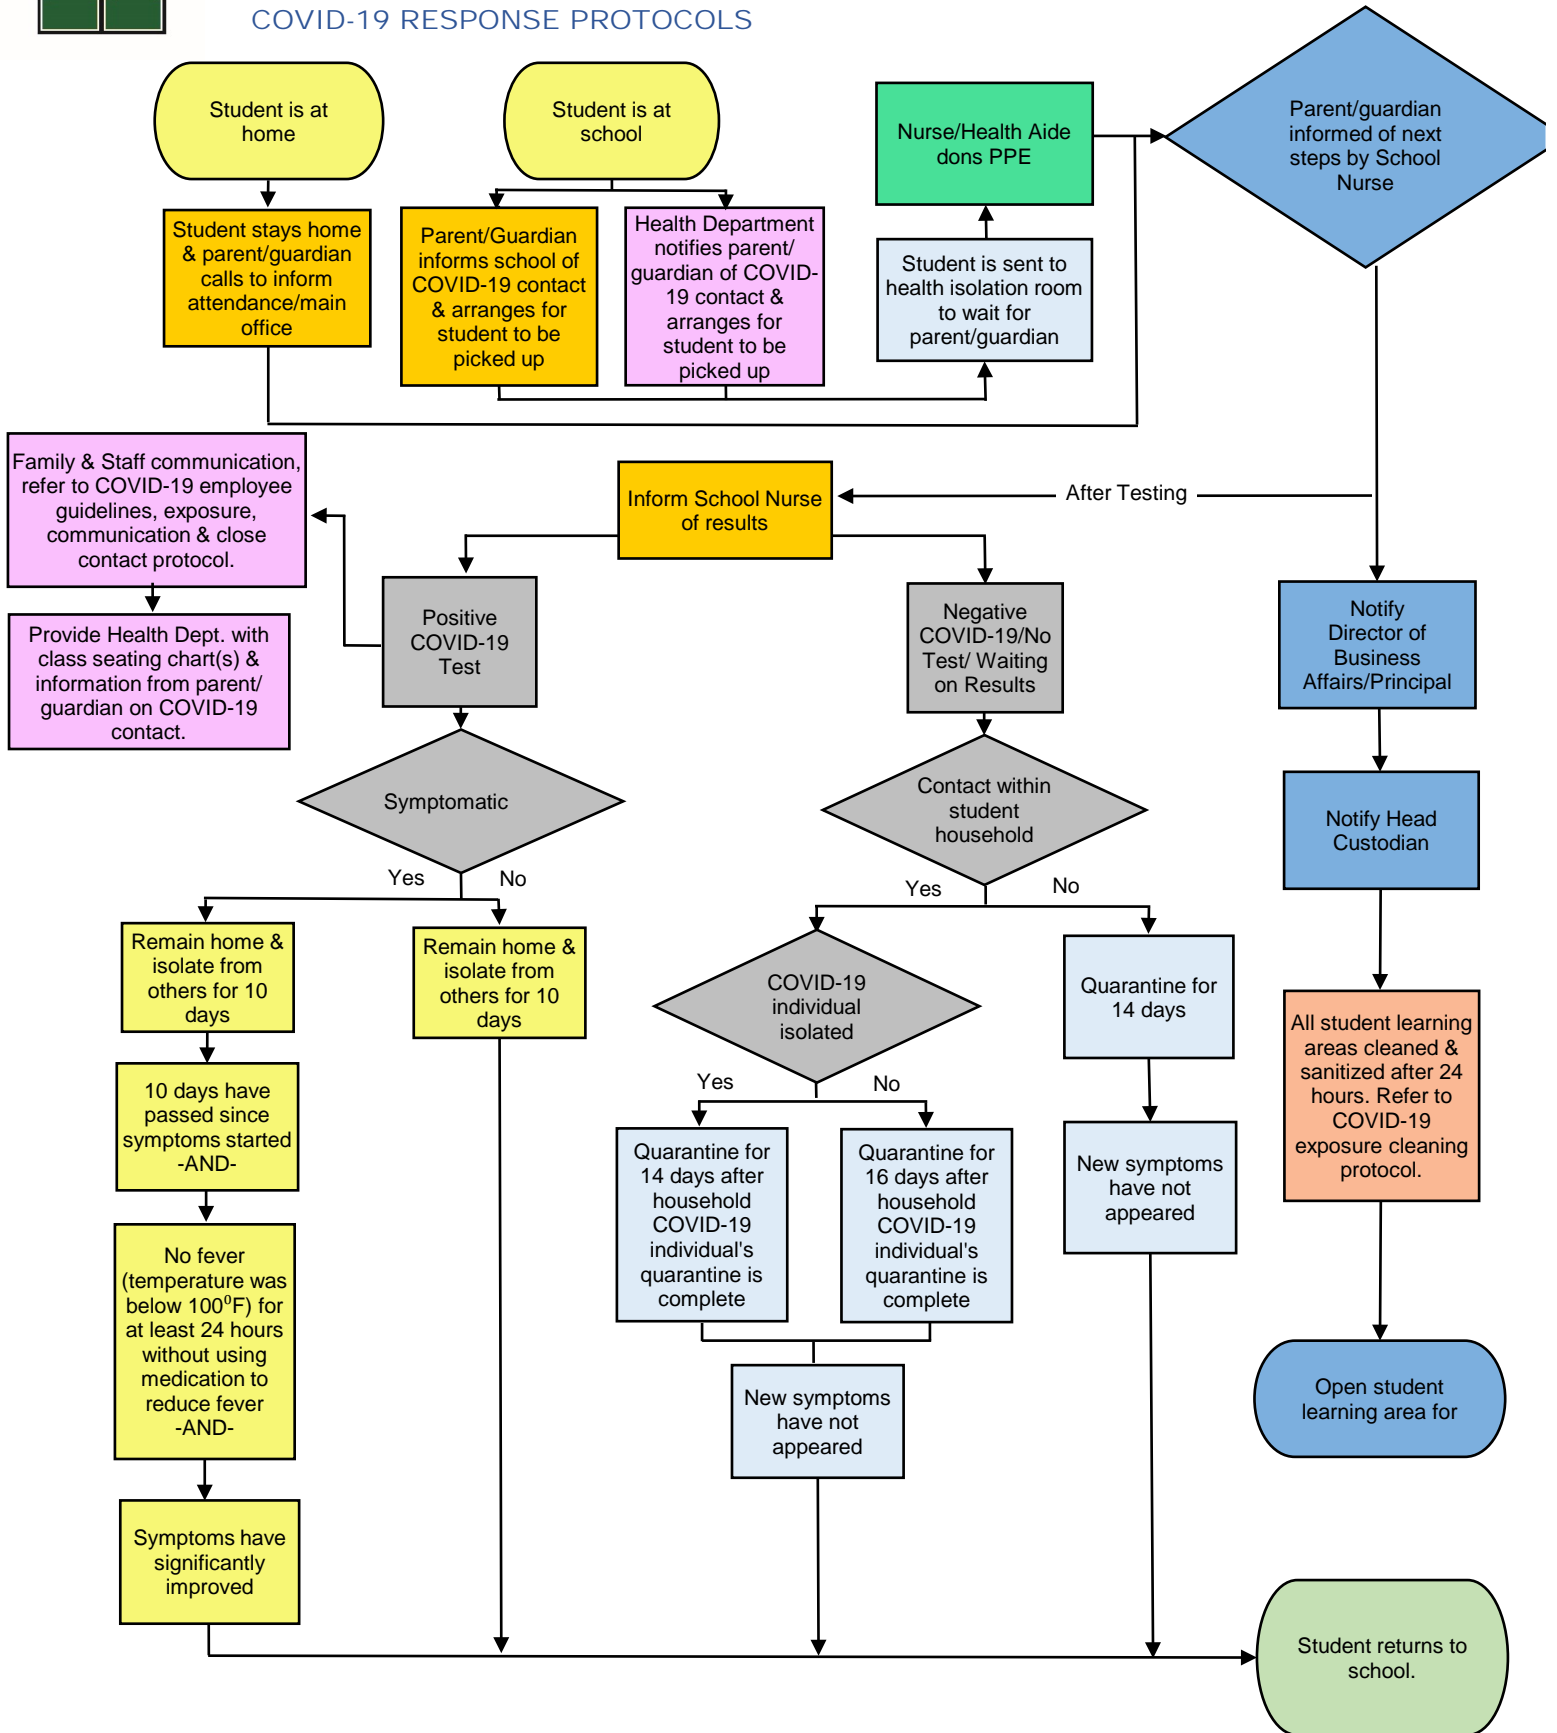 COVID-19 RESPONSE PROTOCOLS
Student is at
home
Student is at
school
Nurse/Health Aide
dons PPE
Parent/guardian
informed of next
steps by School
Nurse
Student stays home
& parent/guardian
calls to inform
attendance/main
office
Parent/Guardian
informs school of
COVID-19 contact
& arranges for
student to be
picked up
Health Department
notifies parent/
guardian of COVID-
19 contact &
arranges for
student to be
picked up
Student is sent to
health isolation room
to wait for
parent/guardian
Family & Staff communication,
refer to COVID-19 employee
guidelines, exposure,
communication & close
contact protocol.
Inform School Nurse
of results
After Testing
Provide Health Dept. with
class seating chart(s) &
information from parent/
guardian on COVID-19
contact.
Positive
COVID-19
Test
Negative
COVID-19/No
Test/ Waiting
on Results
Notify
Director of
Business
Affairs/Principal
Symptomatic
Contact within
student
household
Notify Head
Custodian
Yes
No
Yes
No
Remain home &
isolate from
others for 10
days
Remain home &
isolate from
others for 10
days
COVID-19
individual
isolated
Quarantine for
14 days
All student learning
areas cleaned &
sanitized after 24
hours. Refer to
COVID-19
exposure cleaning
protocol.
10 days have
passed since
symptoms started
-AND-
Yes
No
Quarantine for
14 days after
household
COVID-19
individual's
quarantine is
complete
Quarantine for
16 days after
household
COVID-19
individual's
quarantine is
complete
New symptoms
have not
appeared
No fever
(temperature was
below 100⁰F) for
at least 24 hours
without using
medication to
reduce fever
-AND-
New symptoms
have not
appeared
Open student
learning area for
Symptoms have
significantly
improved
Student returns to
school.